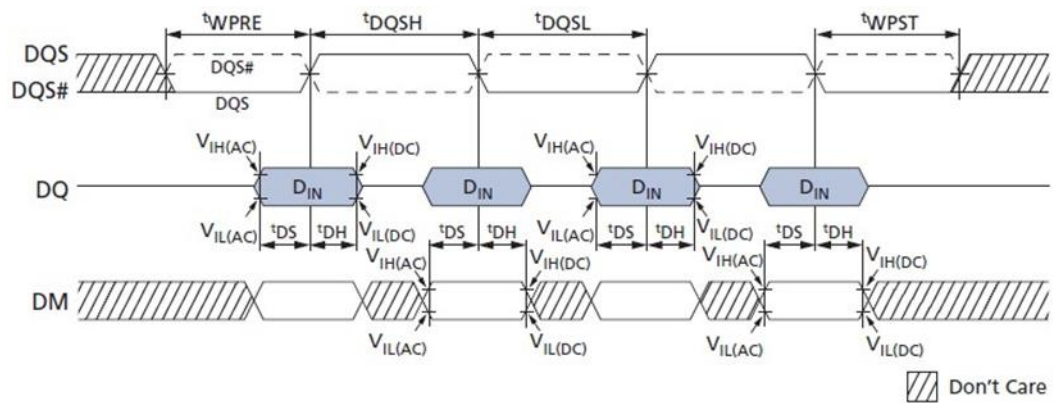 tWPRE tDQSH tDQSL tWPST
DQS
DQS#
DQS#
DQS
VIH(AC) VIH(DC) VIH(AC) VIH(DC)
DQ
DIN DIN DIN DIN
VIL(AC) tDS tDH VIL(DC) tDS tDH VIL(AC) tDS tDH VIL(DC) tDS tDH
VIH(AC) VIH(DC) VIH(AC) VIH(DC)
DM
VIL(AC) VIL(DC) VIL(AC) VIL(DC)
Don't Care